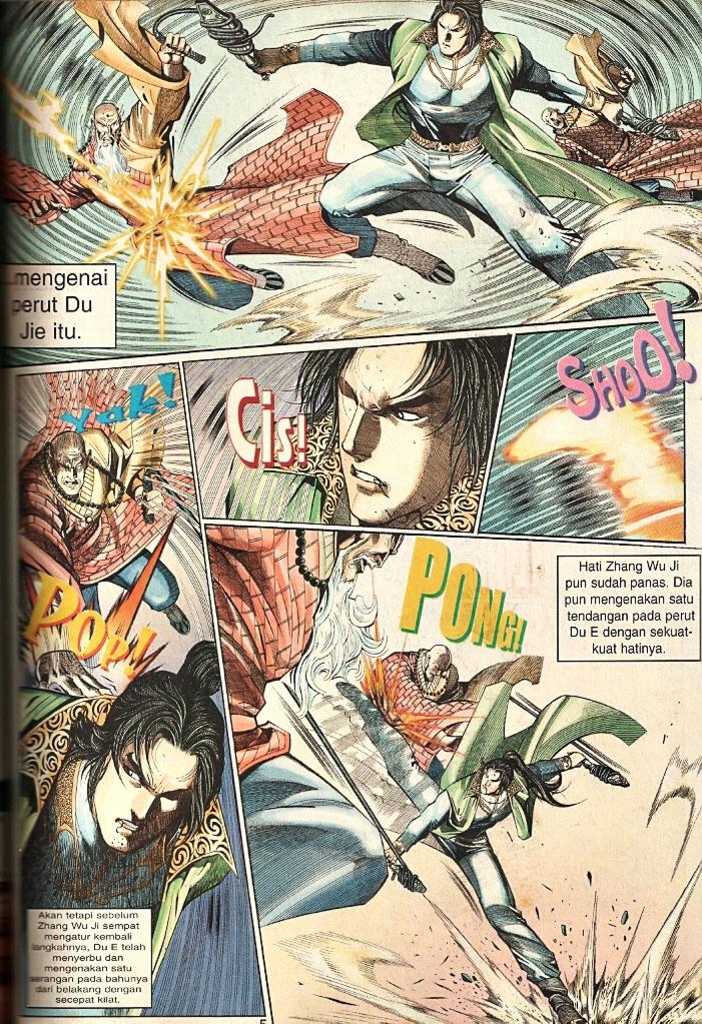 mengenai
perut Du
Jie itu.
Yak!
Cis!
SHOO!
POP!
PONG!
Hati Zhang Wu Ji
pun sudah panas. Dia
pun mengenakan satu
tendangan pada perut
Du E dengan sekuat-
kuat hatinya.
Akan tetapi sebelum
Zhang Wu Ji sempat
mengatur kembali
langkahnya, Du E telah
menyerbu dan
mengenakan satu
serangan pada bahunya
dari belakang dengan
secepat kilat.